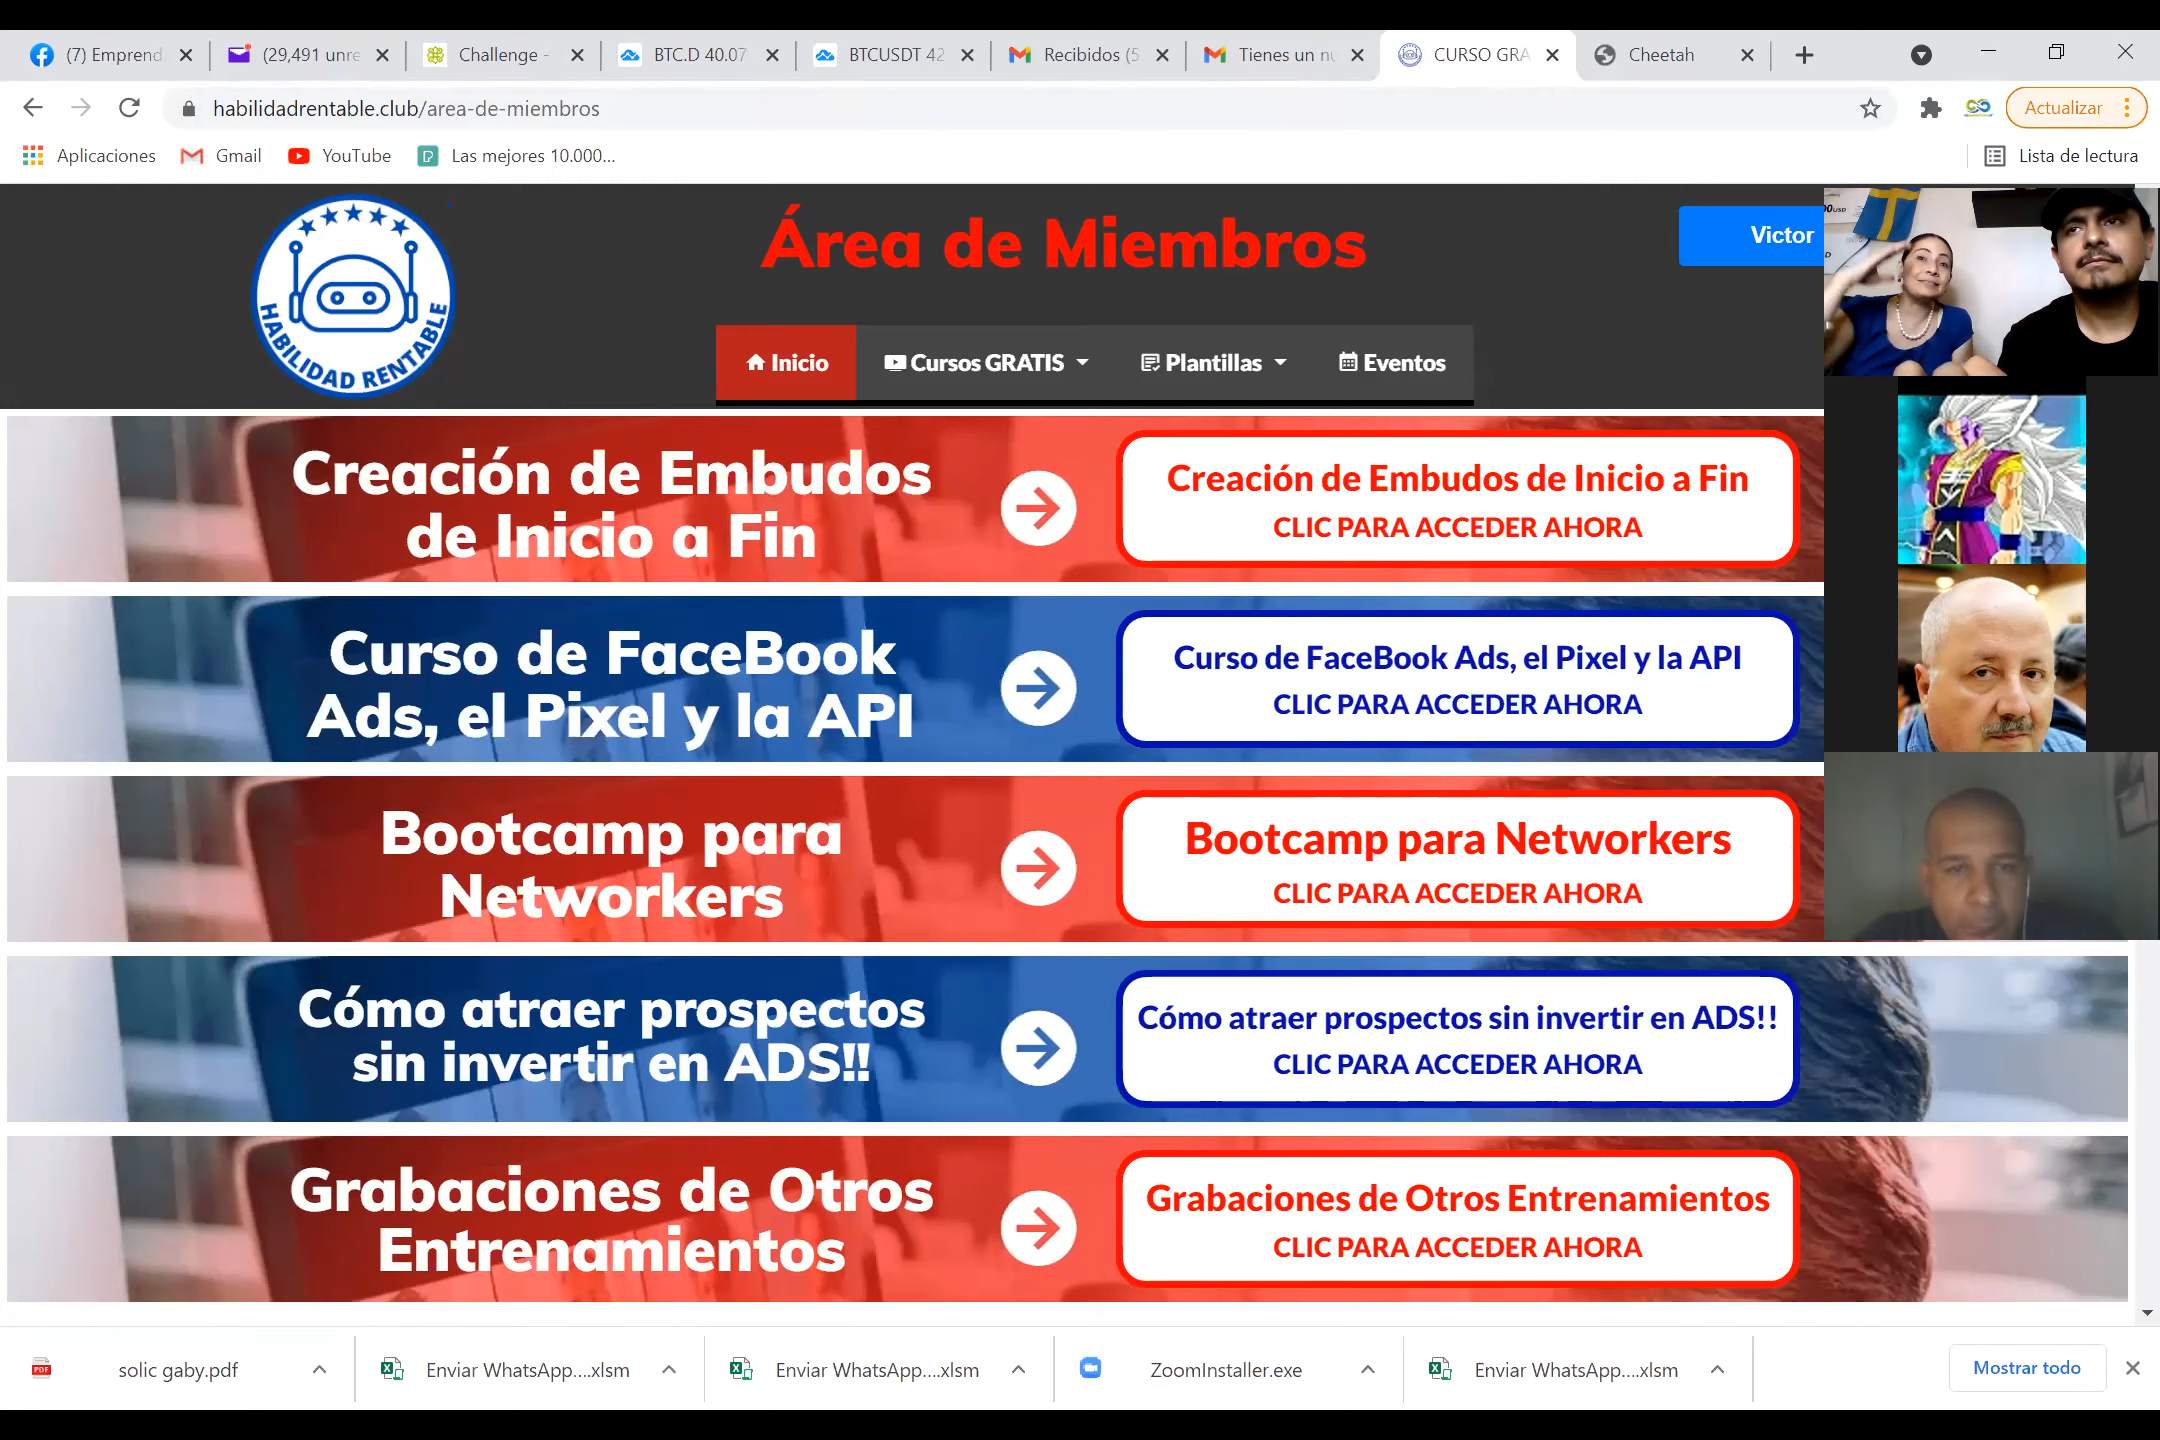 (7) Emprend
(29,491 unre
Challenge -
BTC.D 40.07
BTCUSDT 42
Recibidos (5
Tienes un nu
CURSO GRA
Cheetah
habilidadrentable.club/area-de-miembros
Actualizar
Aplicaciones
Gmail
YouTube
Las mejores 10.000...
Lista de lectura
HABILIDAD RENTABLE
Área de Miembros
Victor
Inicio
Cursos GRATIS
Plantillas
Eventos
Creación de Embudos
de Inicio a Fin
Creación de Embudos de Inicio a Fin
CLIC PARA ACCEDER AHORA
Curso de FaceBook
Ads, el Pixel y la API
Curso de FaceBook Ads, el Pixel y la API
CLIC PARA ACCEDER AHORA
Bootcamp para
Networkers
Bootcamp para Networkers
CLIC PARA ACCEDER AHORA
Cómo atraer prospectos
sin invertir en ADS!!
Cómo atraer prospectos sin invertir en ADS!!
CLIC PARA ACCEDER AHORA
Grabaciones de Otros
Entrenamientos
Grabaciones de Otros Entrenamientos
CLIC PARA ACCEDER AHORA
PDF
solic gaby.pdf
Enviar WhatsApp....xlsm
Enviar WhatsApp....xlsm
ZoomInstaller.exe
Enviar WhatsApp....xlsm
Mostrar todo